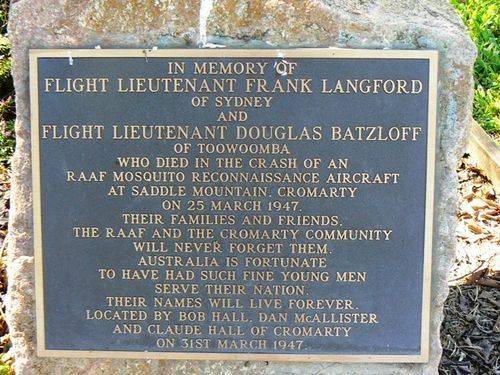 IN MEMORY OF
FLIGHT LIEUTENANT FRANK LANGFORD
OF SYDNEY
AND
FLIGHT LIEUTENANT DOUGLAS BATZLOFF
OF TOOWOOMBA
WHO DIED IN THE CRASH OF AN
RAAF MOSQUITO RECONNAISSANCE AIRCRAFT
AT SADDLE MOUNTAIN, CROMARTY
ON 25 MARCH 1947.
THEIR FAMILIES AND FRIENDS,
THE RAAF AND THE CROMARTY COMMUNITY
WILL NEVER FORGET THEM.
AUSTRALIA IS FORTUNATE
TO HAVE HAD SUCH FINE YOUNG MEN
SERVE THEIR NATION.
THEIR NAMES WILL LIVE FOREVER.
LOCATED BY BOB HALL, DAN McALLISTER
AND CLAUDE HALL OF CROMARTY
ON 31ST MARCH 1947.